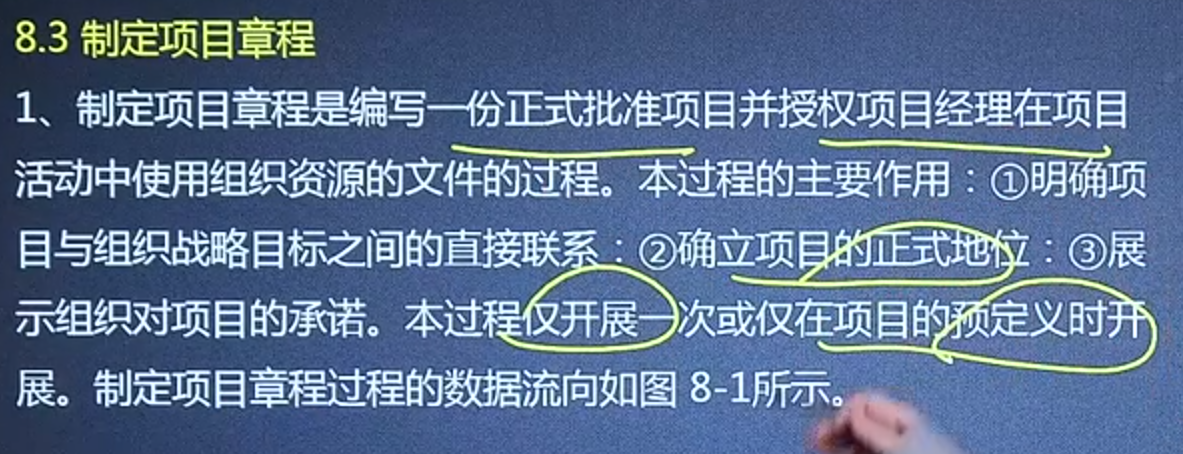 8.3 制定项目章程
1、制定项目章程是编写一份正式批准项目并授权项目经理在项目
活动中使用组织资源的文件的过程。本过程的主要作用：①明确项
目与组织战略目标之间的直接联系：②确立项目的正式地位：③展
示组织对项目的承诺。本过程仅开展一次或仅在项目的预定义时开
展。制定项目章程过程的数据流向如图 8-1所示。